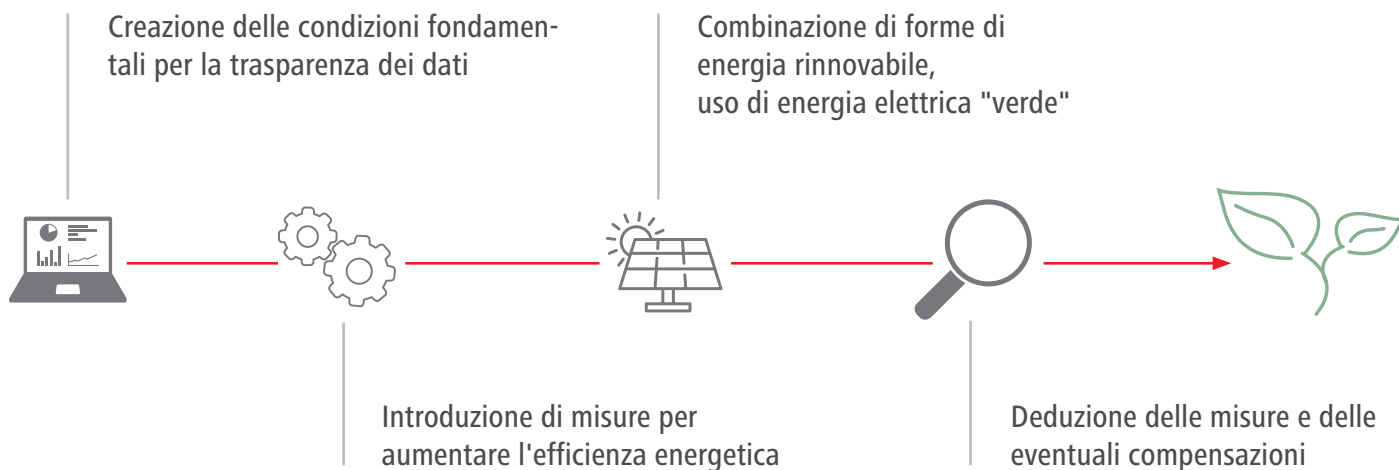 Creazione delle condizioni fondamen-
tali per la trasparenza dei dati
Combinazione di forme di
energia rinnovabile,
uso di energia elettrica "verde"
Introduzione di misure per
aumentare l'efficienza energetica
Deduzione delle misure e delle
eventuali compensazioni